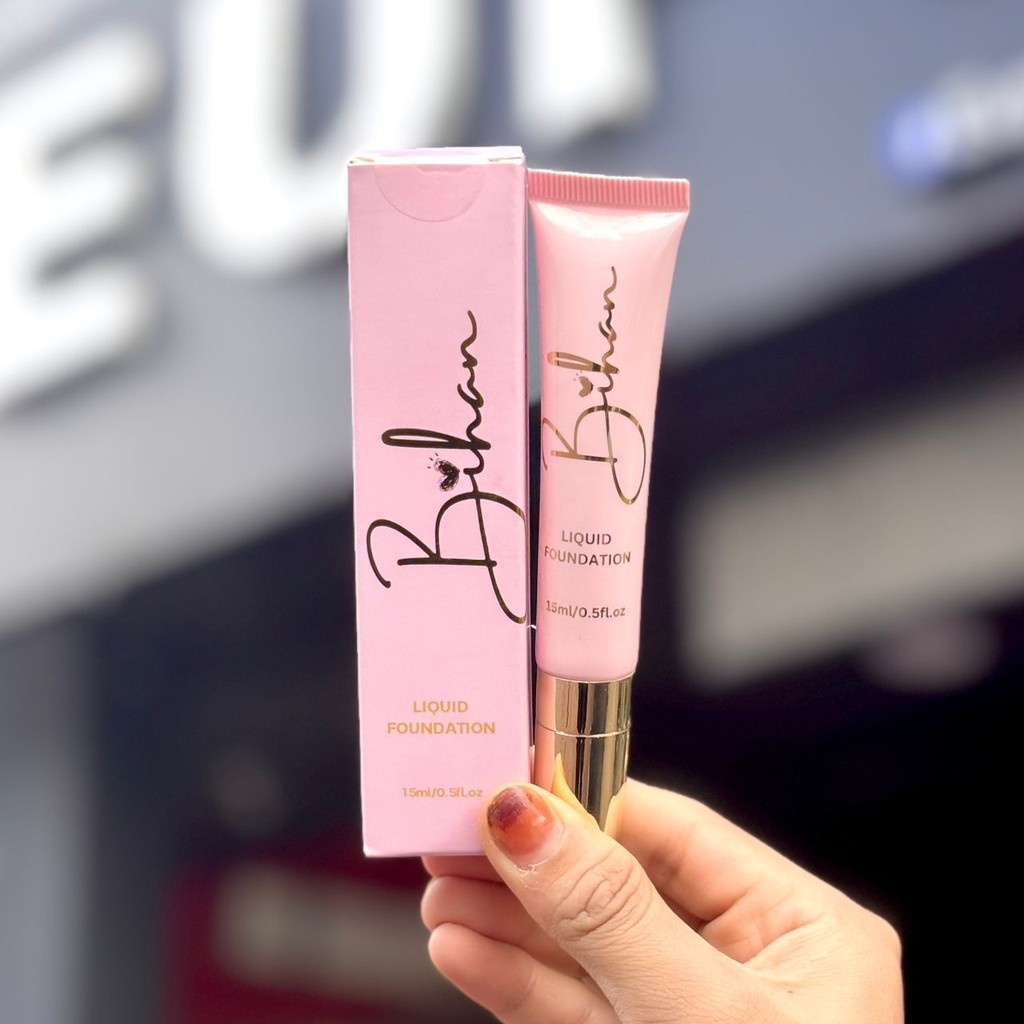 Bihan
LIQUID
FOUNDATION
15ml/0.5fl.oz
Bihan
LIQUID
FOUNDATION
15ml/0.5fl.oz